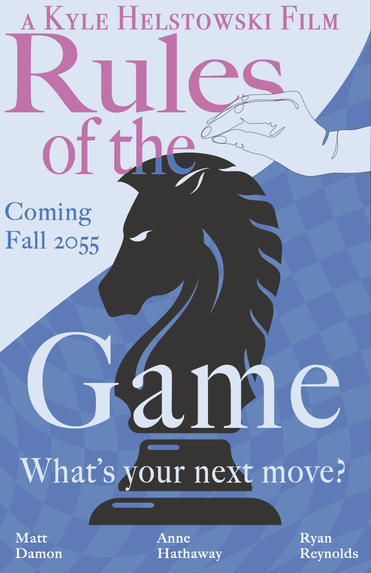 A Kyle Helstowski Film
Rules
of the
Coming
Fall 2055
Game
What's your next move?
Matt
Damon
Anne
Hathaway
Ryan
Reynolds